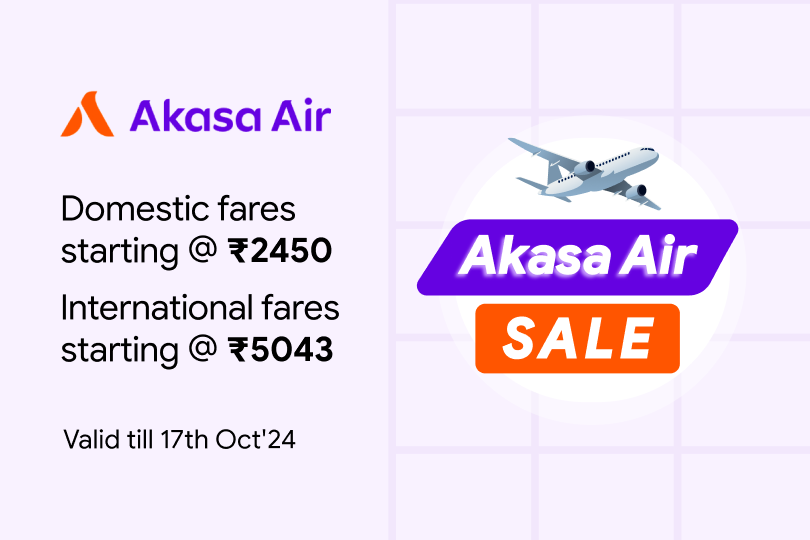 Akasa Air
Domestic fares
starting @ ₹2450
International fares
starting @ ₹5043
Valid till 17th Oct'24
Akasa Air
SALE